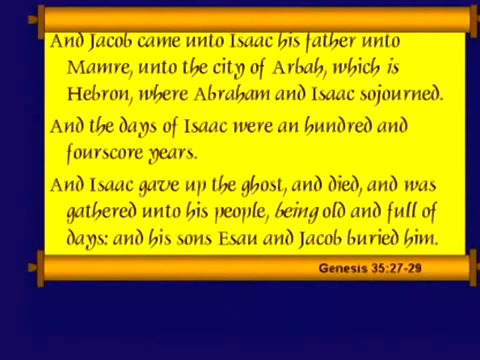 And Jacob came unto Isaac his father unto
Mamre, unto the city of Arbah, which is
Hebron, where Abraham and Isaac sojourned.
And the days of Isaac were an hundred and
fourscore years.
And Isaac gave up the ghost, and died, and was
gathered unto his people, being old and full of
days: and his sons Esau and Jacob buried him.
Genesis 35:27-29